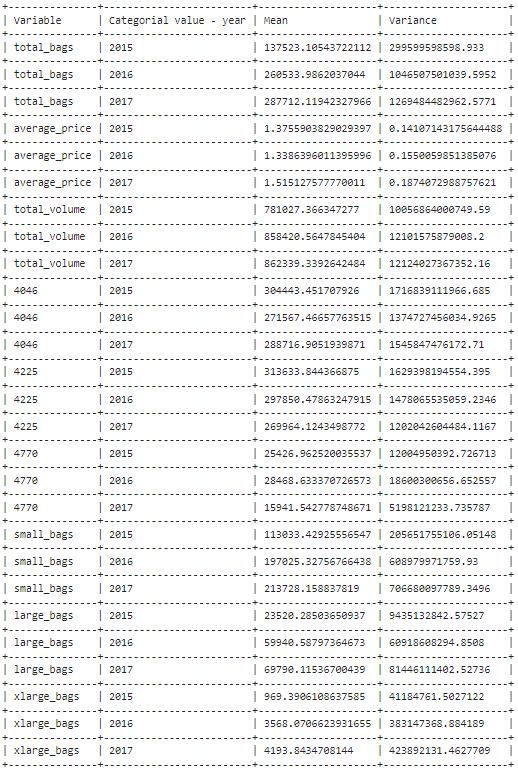 | Variable | Categorial value - year | Mean | Variance |
| total_bags | 2015 | 137523.10543722112 | 299599598598.933 |
| total_bags | 2016 | 260533.9862037044 | 1046507501039.5952 |
| total_bags | 2017 | 287712.11942327966 | 1269484482962.5771 |
| average_price | 2015 | 1.3755903829029397 | 0.14107143175644488 |
| average_price | 2016 | 1.3386396011395996 | 0.1550059851385076 |
| average_price | 2017 | 1.515127577770011 | 0.1874072988757621 |
| total_volume | 2015 | 781027.366347277 | 10056864000749.59 |
| total_volume | 2016 | 858420.5647845404 | 12101575879008.2 |
| total_volume | 2017 | 862339.3392642484 | 12124027367352.16 |
| 4046 | 2015 | 304443.451707926 | 1716839111966.685 |
| 4046 | 2016 | 271567.46657763515 | 1374727456034.9265 |
| 4046 | 2017 | 288716.9051939871 | 1545847476172.71 |
| 4225 | 2015 | 313633.844366875 | 1629398194554.395 |
| 4225 | 2016 | 297850.47863247915 | 1478065535059.2346 |
| 4225 | 2017 | 269964.1243498772 | 1202042604484.1167 |
| 4770 | 2015 | 25426.962520035537 | 12004950392.726713 |
| 4770 | 2016 | 28468.633370726573 | 18600300656.652557 |
| 4770 | 2017 | 15941.542778748671 | 5198121233.735787 |
| small_bags | 2015 | 113033.42925556547 | 205651755106.05148 |
| small_bags | 2016 | 197025.32756766438 | 608979971759.93 |
| small_bags | 2017 | 213728.158837819 | 706680097789.3496 |
| large_bags | 2015 | 23520.28503650937 | 9435132842.57527 |
| large_bags | 2016 | 59940.58797364673 | 60918608294.8508 |
| large_bags | 2017 | 69790.11536700439 | 81446111402.52736 |
| xlarge_bags | 2015 | 969.3906108637585 | 41184761.5027122 |
| xlarge_bags | 2016 | 3568.0706623931655 | 383147368.884189 |
| xlarge_bags | 2017 | 4193.8434708144 | 423892131.4627709 |